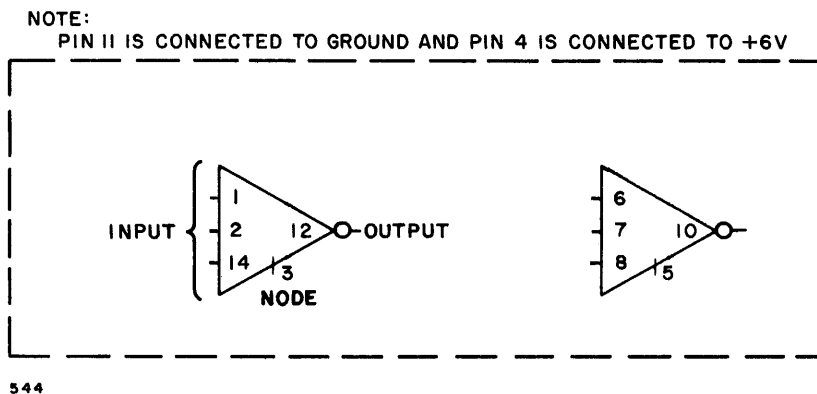 NOTE:
PIN 11 IS CONNECTED TO GROUND AND PIN 4 IS CONNECTED TO +6V
1
INPUT 2 12 OUTPUT
14
3
NODE
6
7 10
8
5
544